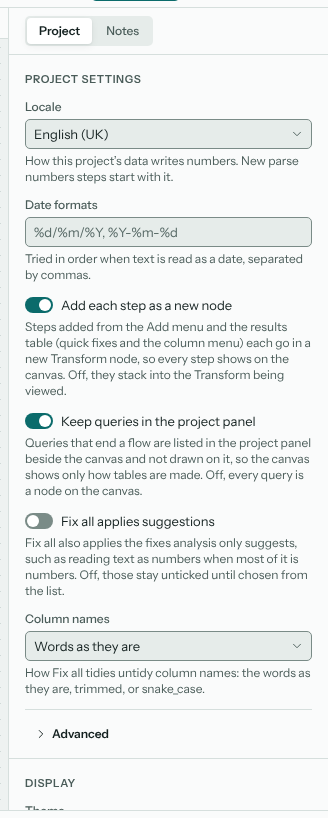 Project Notes
PROJECT SETTINGS
Locale
English (UK)
How this project's data writes numbers. New parse
numbers steps start with it.
Date formats
%d/%m/%Y, %Y-%m-%d
Tried in order when text is read as a date, separated
by commas.
Add each step as a new node
Steps added from the Add menu and the results
table (quick fixes and the column menu) each go in a
new Transform node, so every step shows on the
canvas. Off, they stack into the Transform being
viewed.
Keep queries in the project panel
Queries that end a flow are listed in the project panel
beside the canvas and not drawn on it, so the canvas
shows only how tables are made. Off, every query is
a node on the canvas.
Fix all applies suggestions
Fix all also applies the fixes analysis only suggests,
such as reading text as numbers when most of it is
numbers. Off, those stay unticked until chosen from
the list.
Column names
Words as they are
How Fix all tidies untidy column names: the words as
they are, trimmed, or snake_case.
Advanced
DISPLAY
Theme